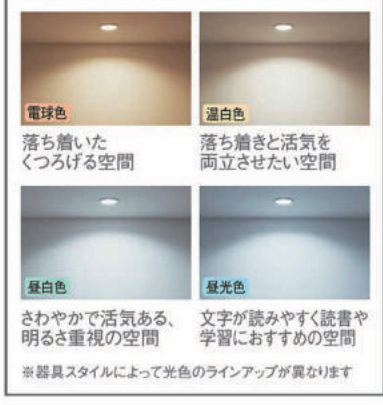 電球色
温白色
落ち着いた
くつろげる空間
落ち着きと活気を
両立させたい空間
昼白色
昼光色
さわやかで活気ある、
明るさ重視の空間
文字が読みやすく読書や
学習におすすめの空間
※器具スタイルによって光色のラインアップが異なります